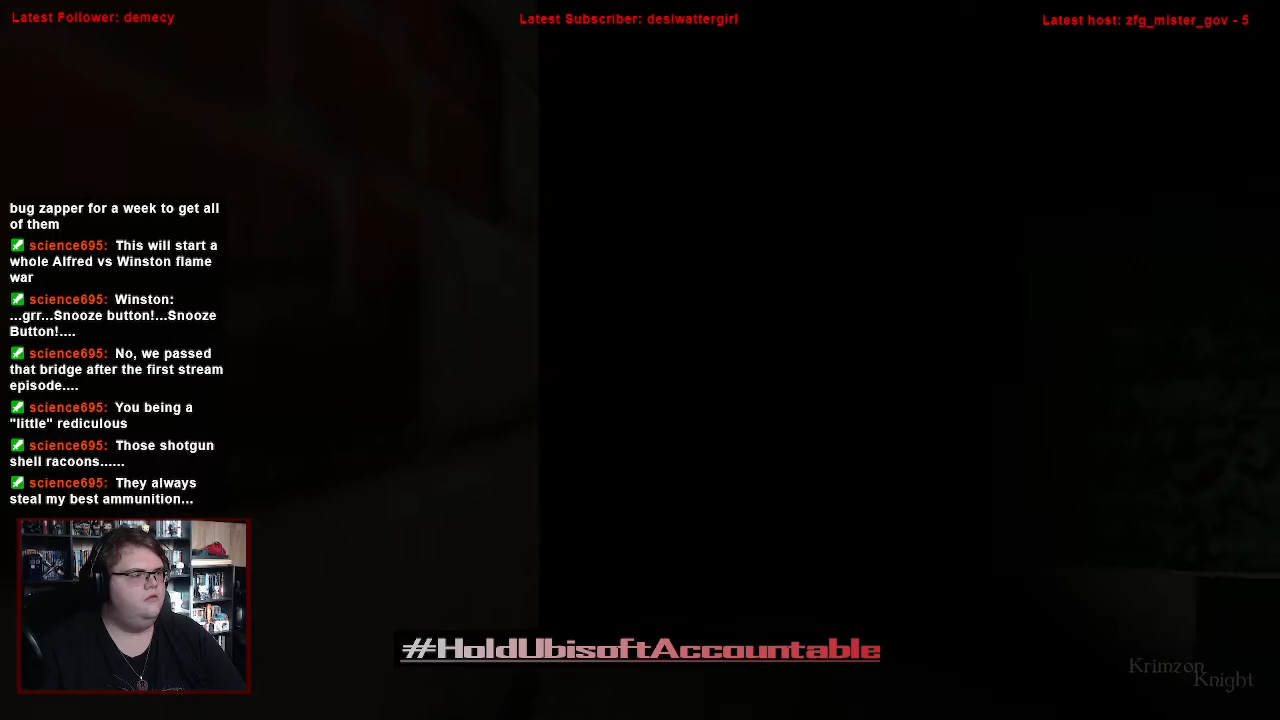 Latest Follower: demecy
Latest Subscriber: desiwattergirl
Latest host: zfg_mister_gov - 5
bug zapper for a week to get all
of them
science695: This will start a
whole Alfred vs Winston flame
war
science695: Winston:
...grr...Snooze button!...Snooze
Button!....
science695: No, we passed
that bridge after the first stream
episode....
science695: You being a
"little" rediculous
science695: Those shotgun
shell racoons......
science695: They always
steal my best ammunition...
#HoldUbisoftAccountable
Krimzon
Knight